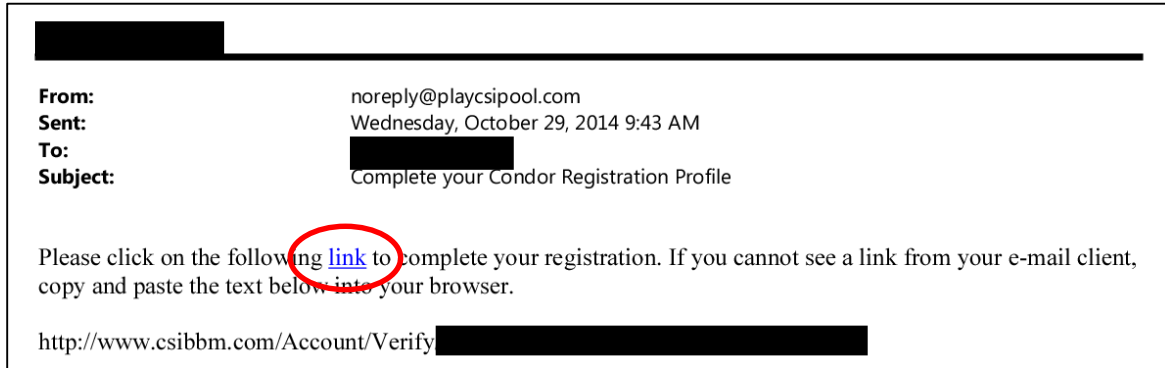 From: noreply@playcsipool.com
Sent: Wednesday, October 29, 2014 9:43 AM
To:
Subject: Complete your Condor Registration Profile
Please click on the following link to complete your registration. If you cannot see a link from your e-mail client,
copy and paste the text below into your browser.
http://www.csibbm.com/Account/Verify